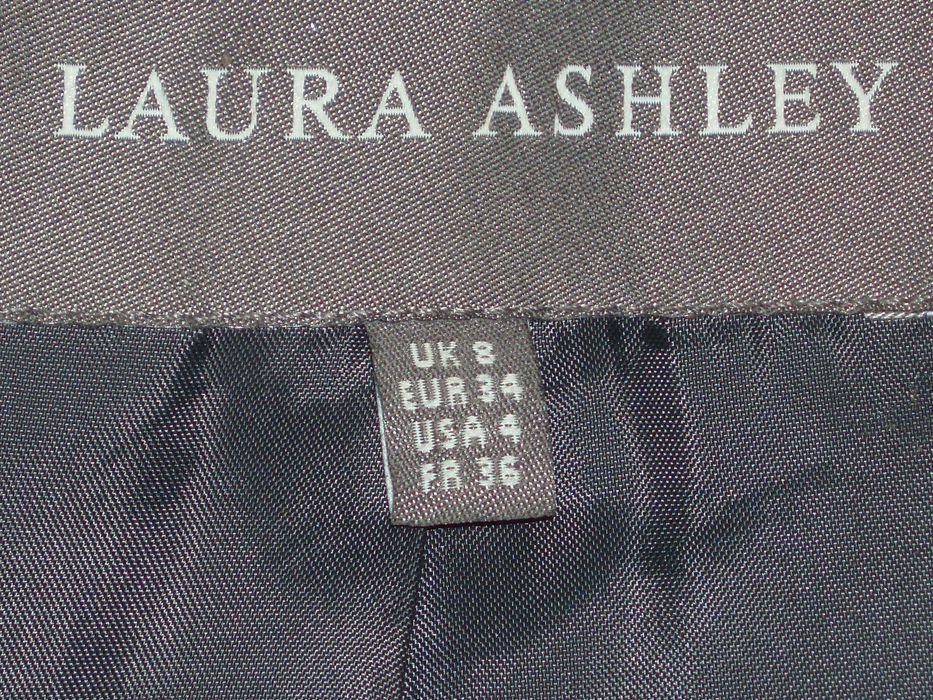 LAURA ASHLEY
UK 8
EUR 34
USA 4
FR 36